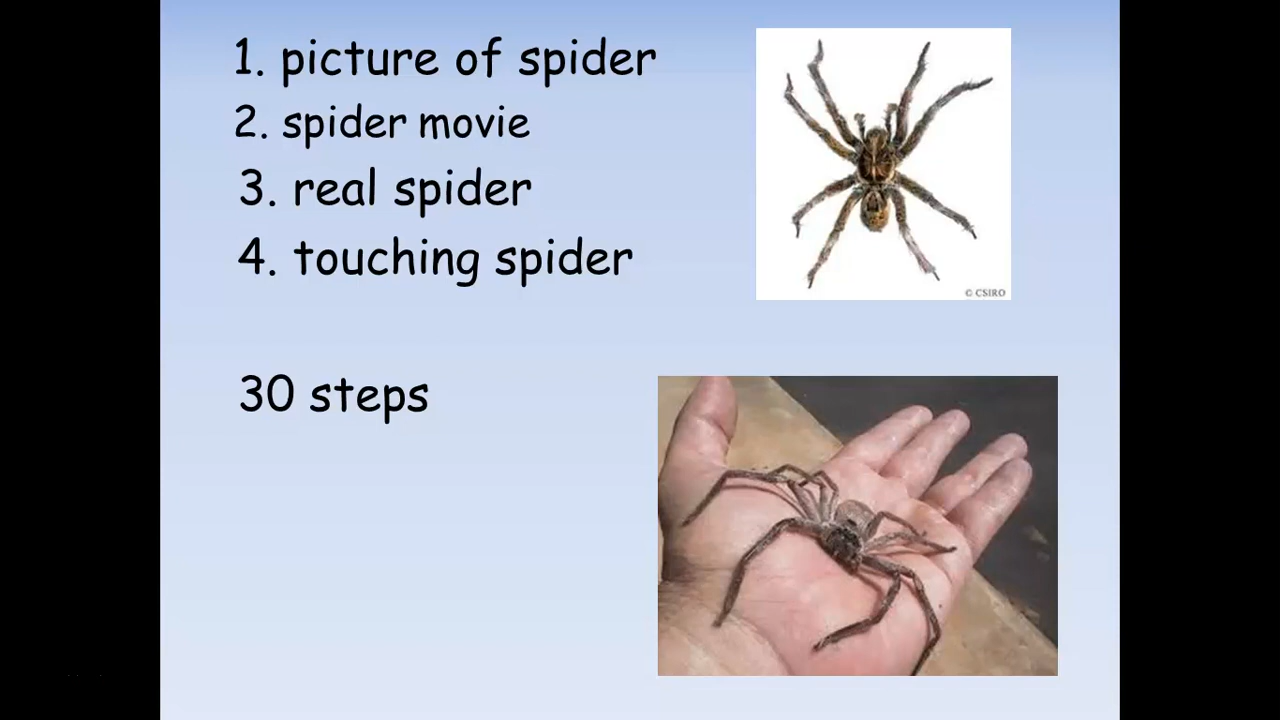 1. picture of spider
2. spider movie
3. real spider
4. touching spider
30 steps
© CSIRO